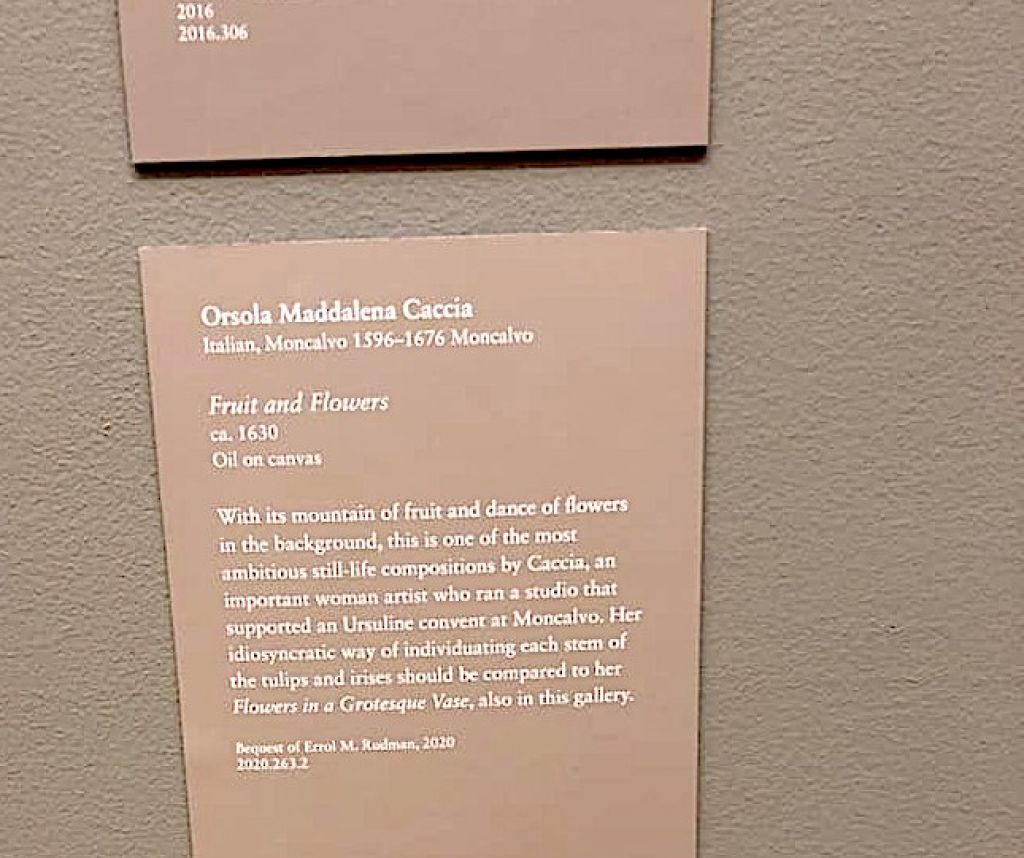 2016
2016.306
Orsola Maddalena Caccia
Italian, Moncalvo 1596–1676 Moncalvo
Fruit and Flowers
ca. 1630
Oil on canvas
With its mountain of fruit and dance of flowers
in the background, this is one of the most
ambitious still-life compositions by Caccia, an
important woman artist who ran a studio that
supported an Ursuline convent at Moncalvo. Her
idiosyncratic way of individuating each stem of
the tulips and irises should be compared to her
Flowers in a Grotesque Vase, also in this gallery.
Bequest of Errol M. Rudman, 2020
2020.263.2